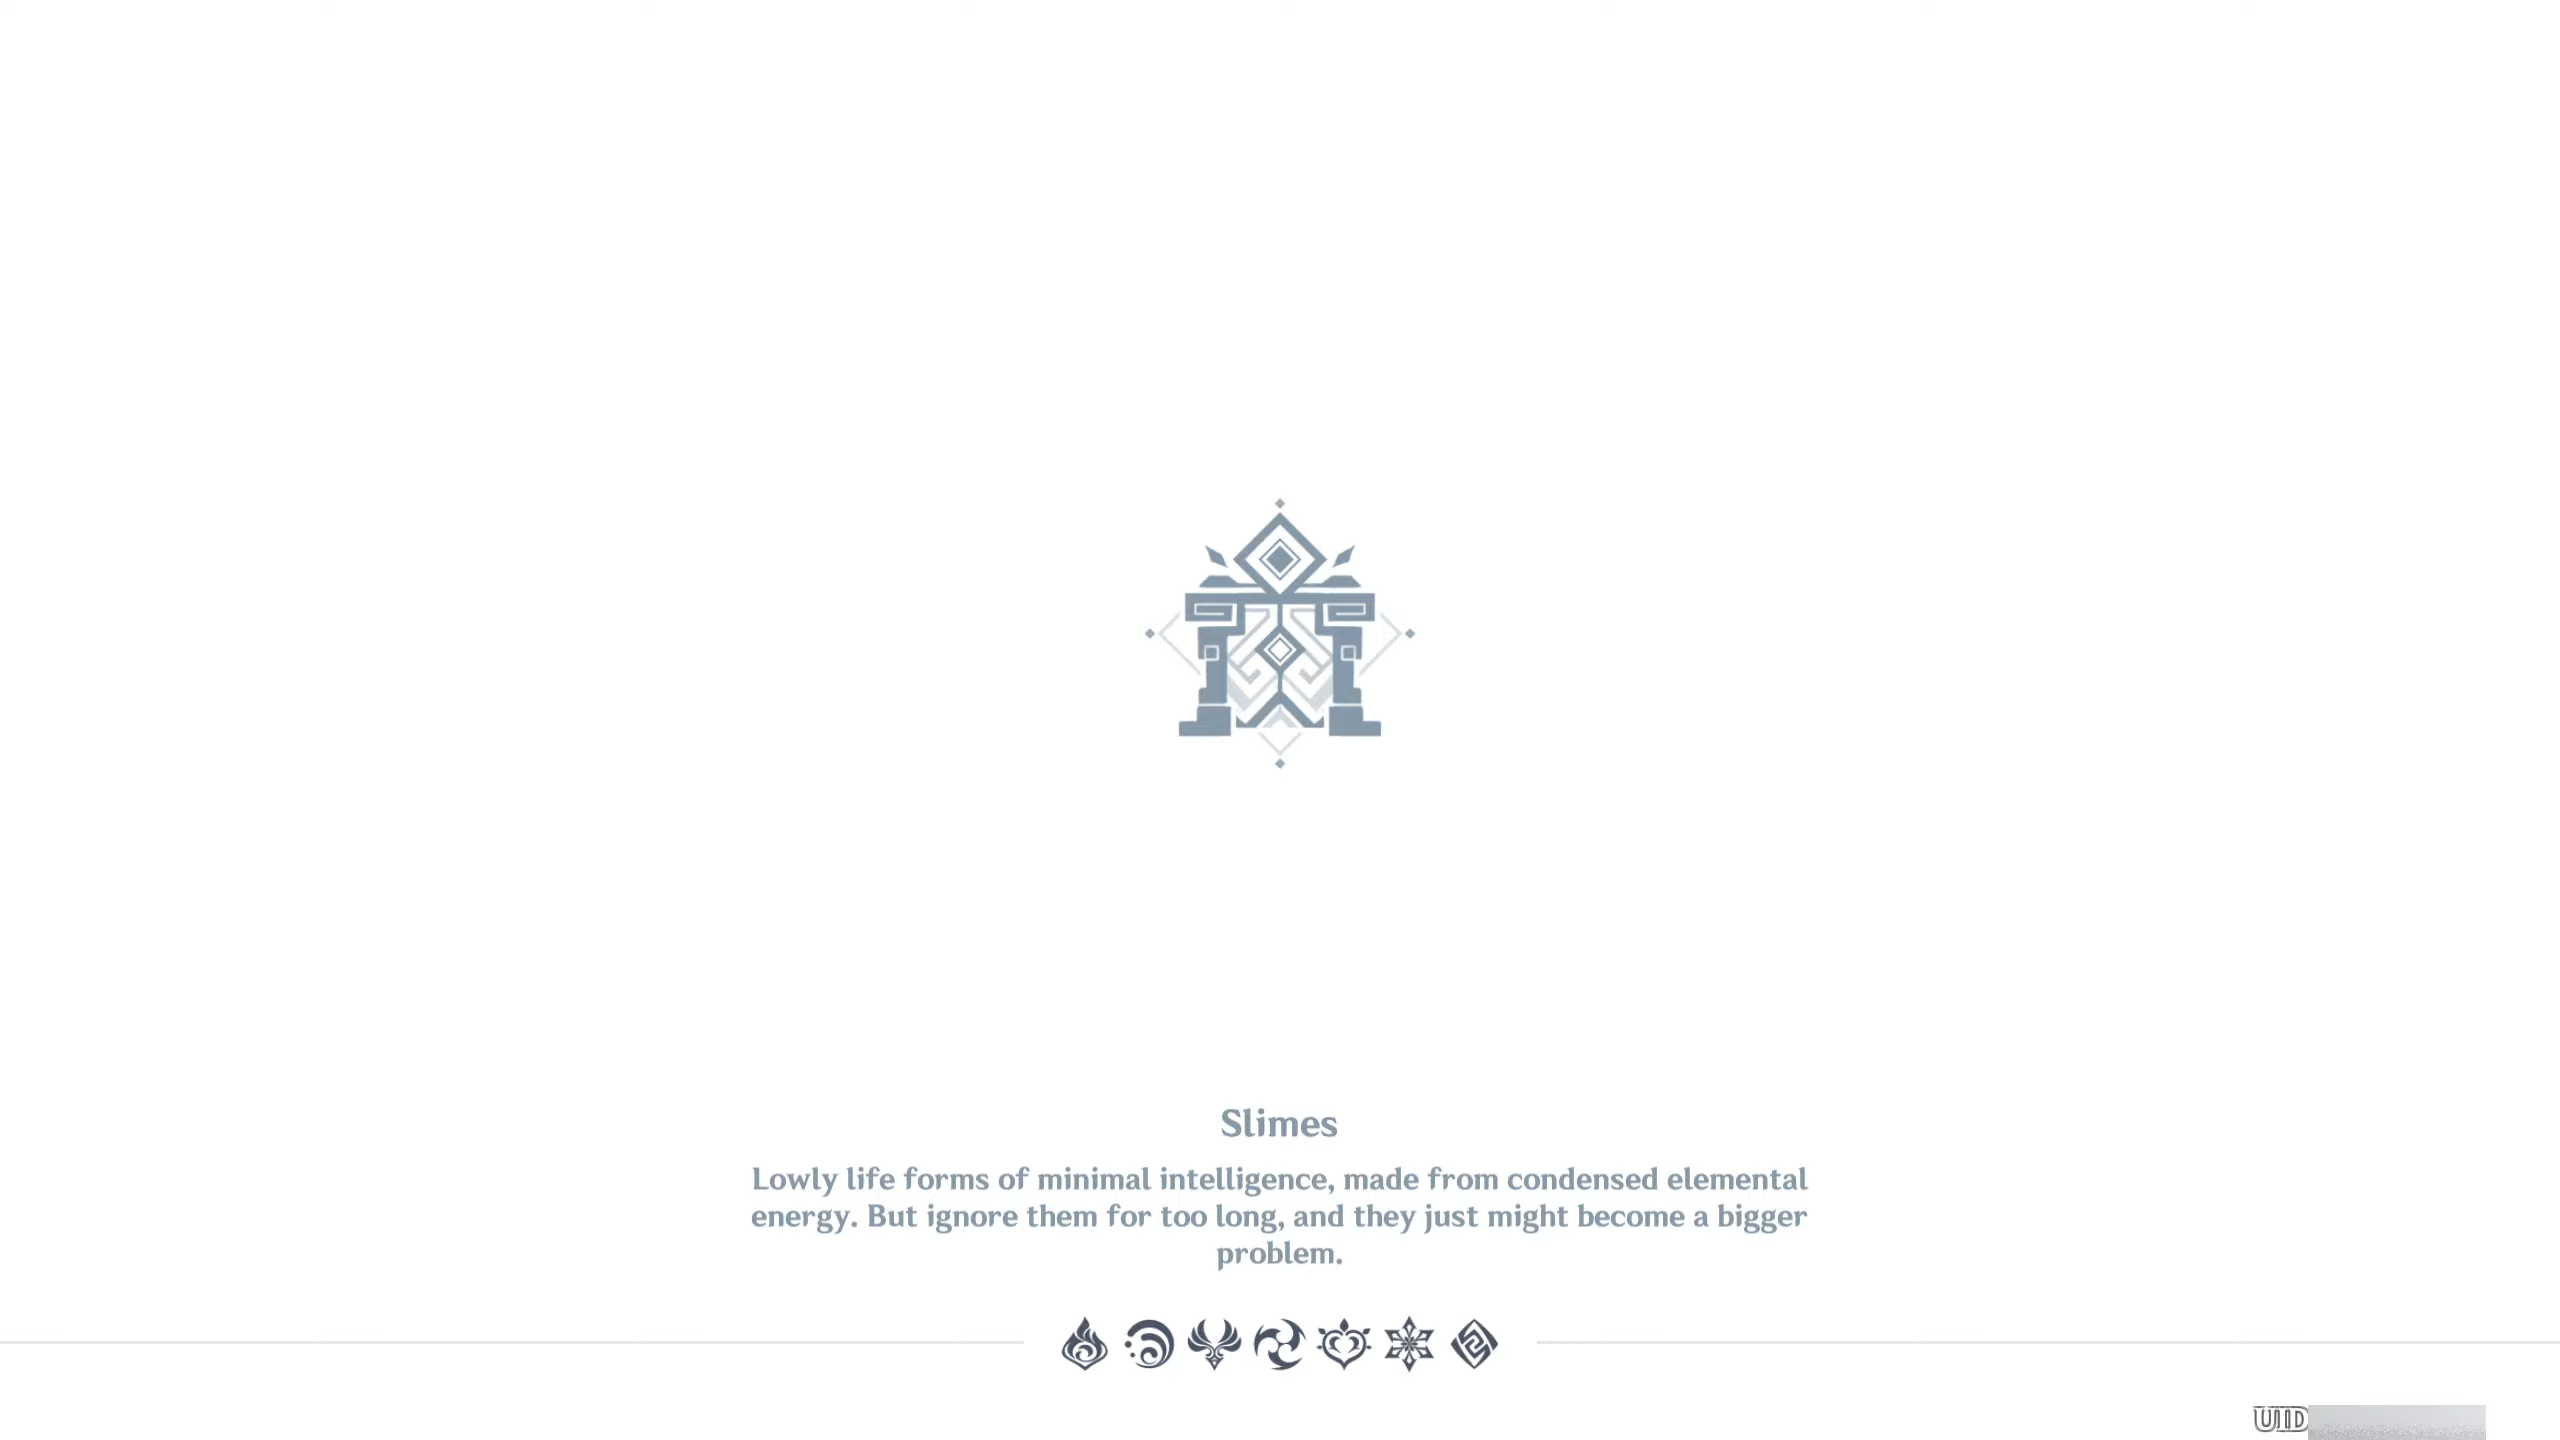 Slimes
Lowly life forms of minimal intelligence, made from condensed elemental
energy. But ignore them for too long, and they just might become a bigger
problem.
UID